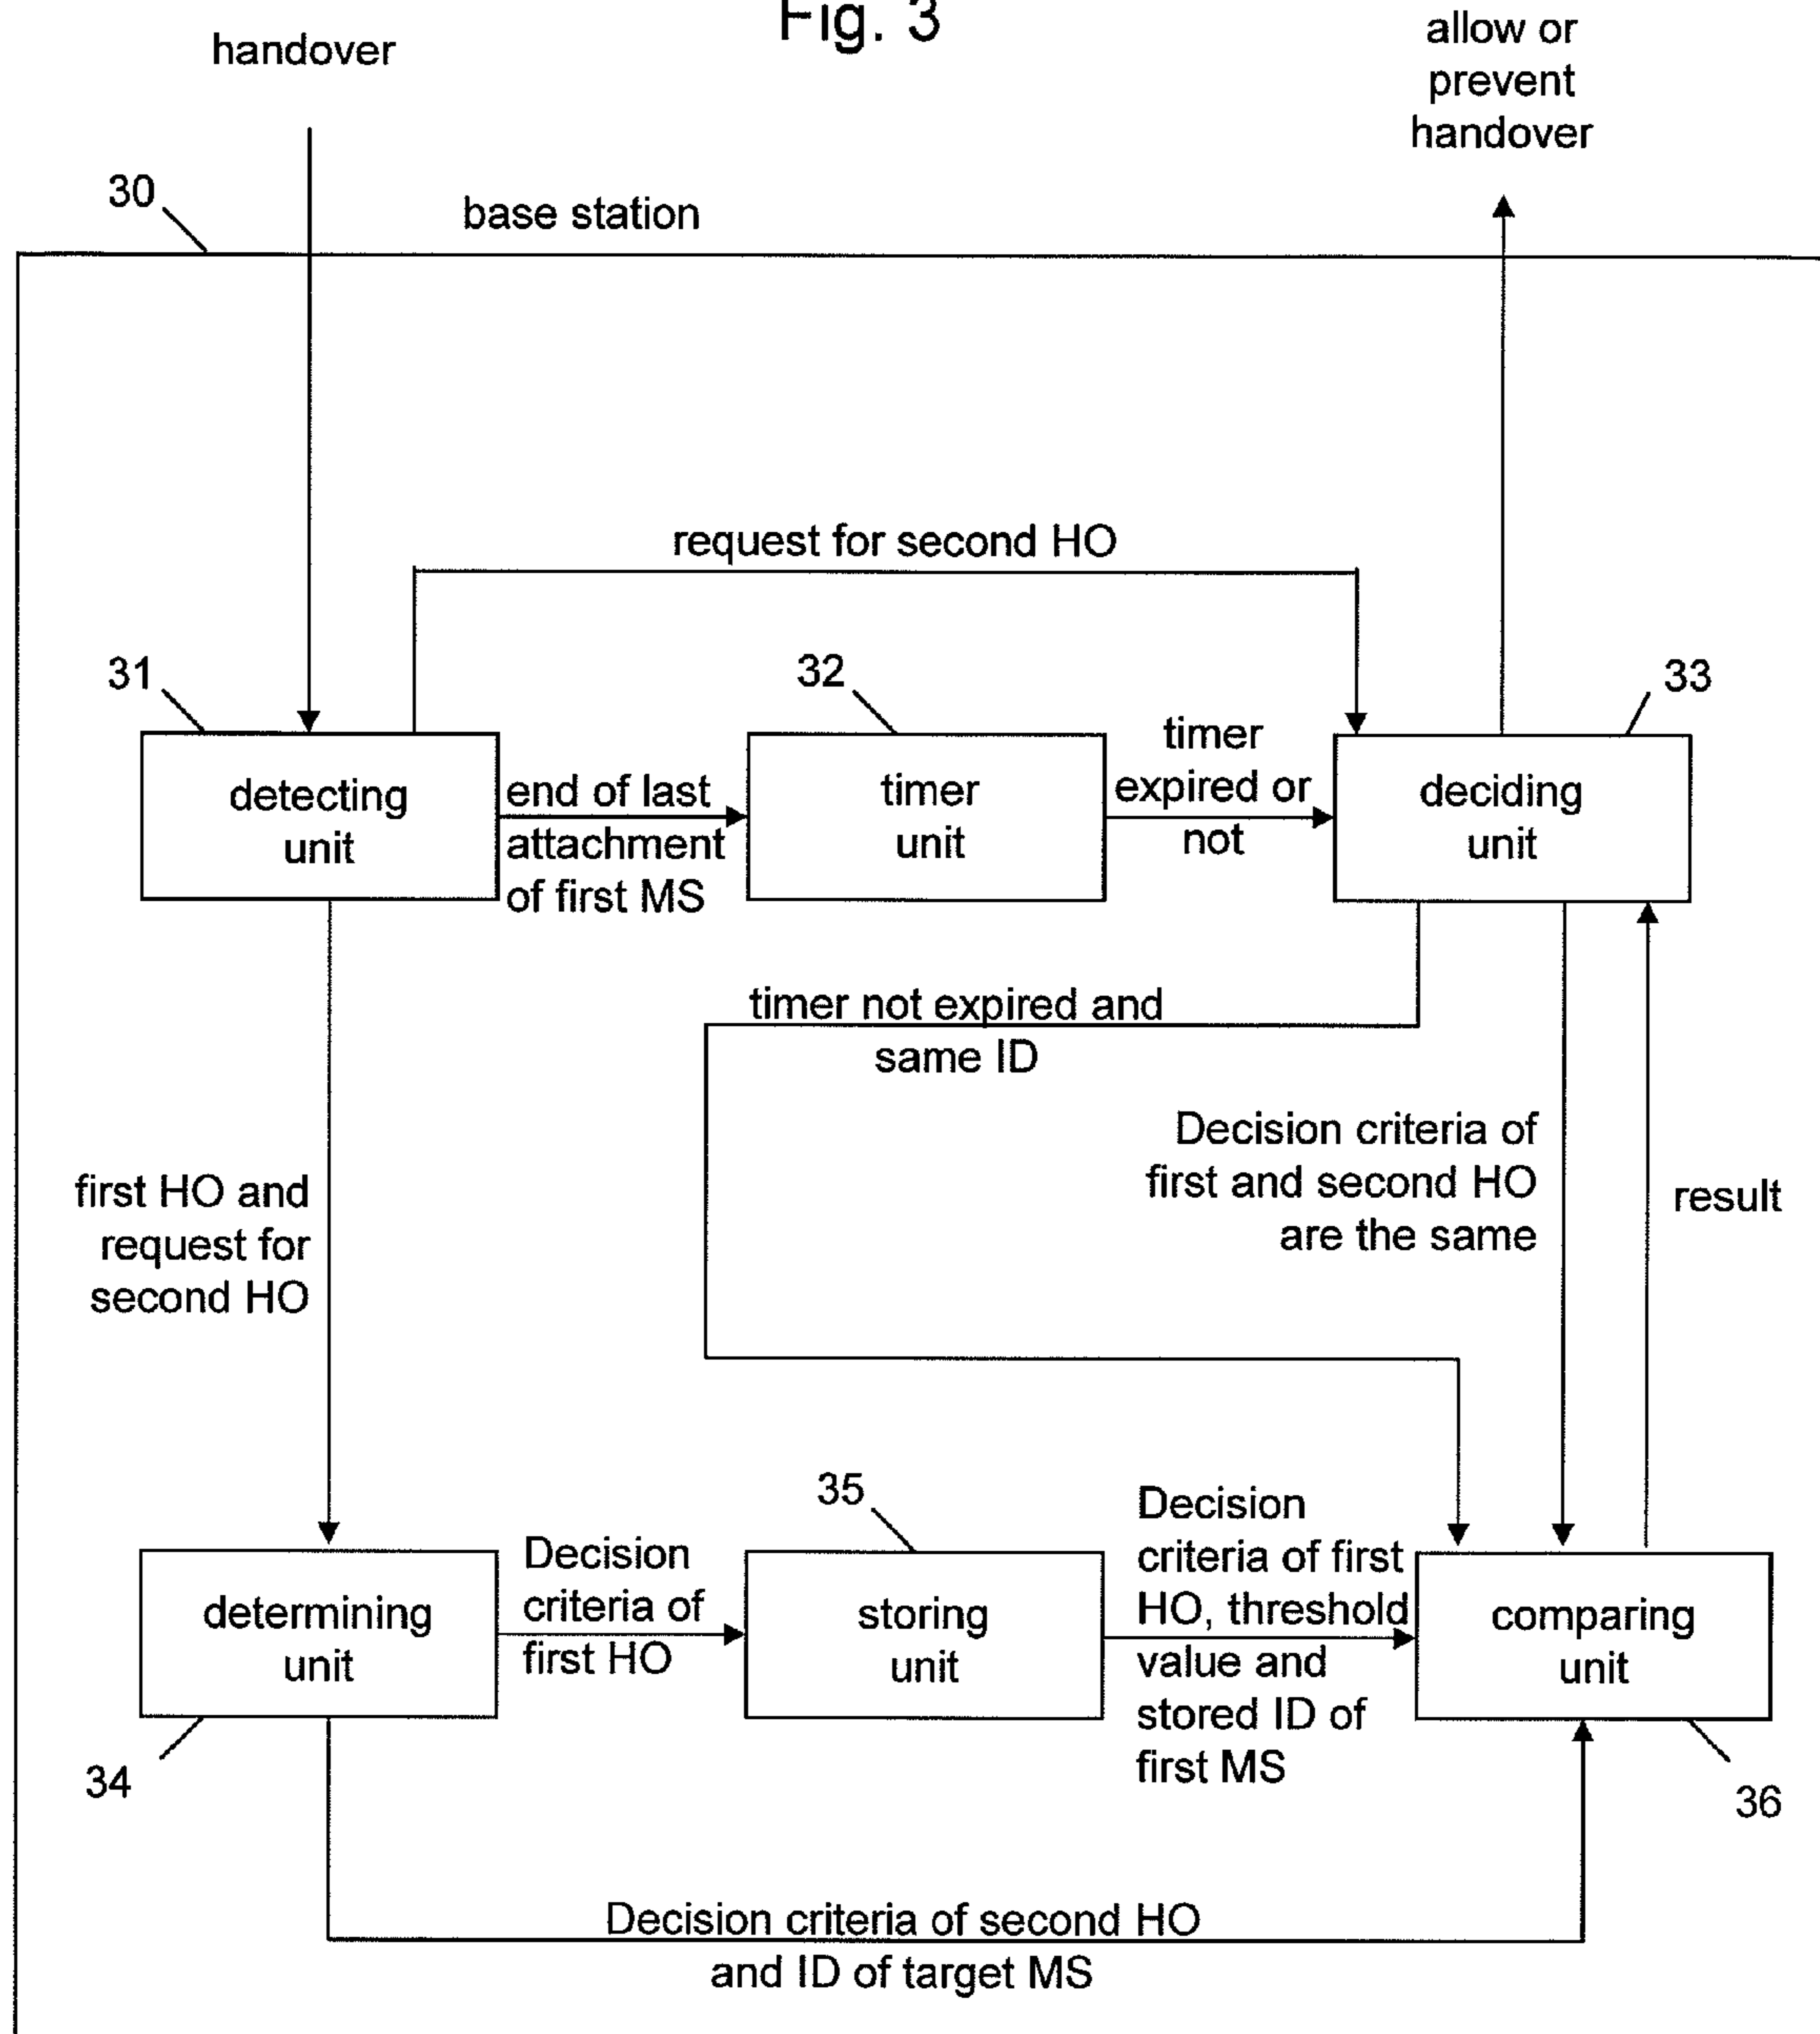 Fig. 3
handover
allow or
prevent
handover
30
base station
request for second HO
31
32
33
detecting
unit
end of last
attachment
of first MS
timer
unit
timer
expired or
not
deciding
unit
timer not expired and
same ID
Decision criteria of
first and second HO
are the same
result
first HO and
request for
second HO
35
determining
unit
Decision
criteria of
first HO
storing
unit
Decision
criteria of first
HO, threshold
value and
stored ID of
first MS
comparing
unit
34
36
Decision criteria of second HO
and ID of target MS